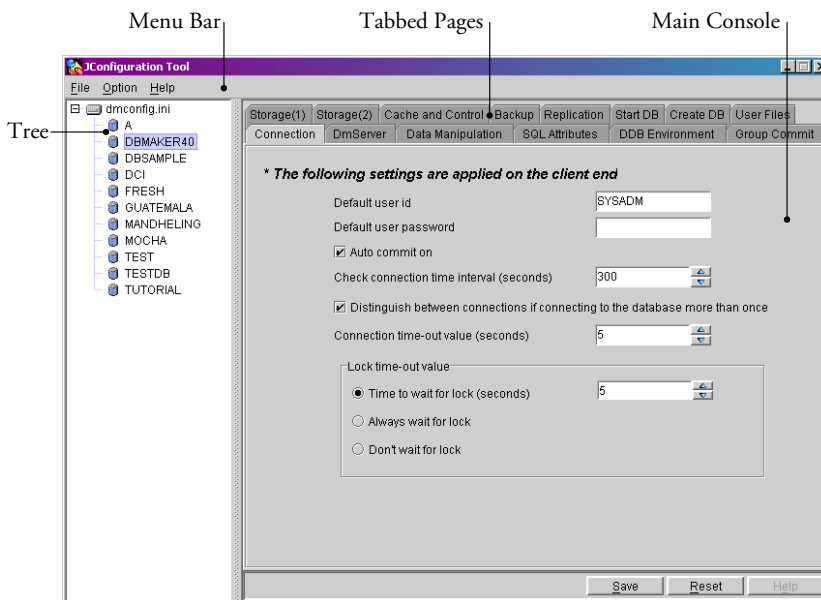 Menu Bar Tabbed Pages Main Console
JConfiguration Tool
File Option Help
Tree
dmconfig.ini
A
DBMAKER40
DBSAMPLE
DCI
FRESH
GUATEMALA
MANDHELING
MOCHA
TEST
TESTDB
TUTORIAL
Storage(1) Storage(2) Cache and Control Backup Replication Start DB Create DB User Files
Connection DmServer Data Manipulation SQL Attributes DDB Environment Group Commit
* The following settings are applied on the client end
Default user id SYSADM
Default user password
Auto commit on
Check connection time interval (seconds) 300
Distinguish between connections if connecting to the database more than once
Connection time-out value (seconds) 5
Lock time-out value
Time to wait for lock (seconds) 5
Always wait for lock
Don't wait for lock
Save Reset Help